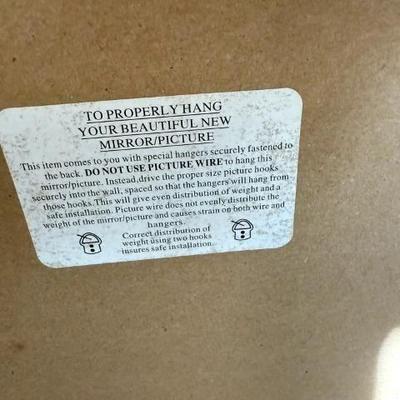 TO PROPERLY HANG
YOUR BEAUTIFUL NEW
MIRROR/PICTURE
This item comes to you with special hangers securely fastened to
the back. DO NOT USE PICTURE WIRE to hang this
mirror/picture. Instead,drive the proper size picture hooks
securely into the wall, spaced so that the hangers will hang from
those hooks.This will give even distribution of weight and a
safe installation. Picture wire does not evenly distribute the
weight of the mirror/picture and causes strain on both wire and
hangers.
Correct distribution of
weight using two hooks
insures safe installation.